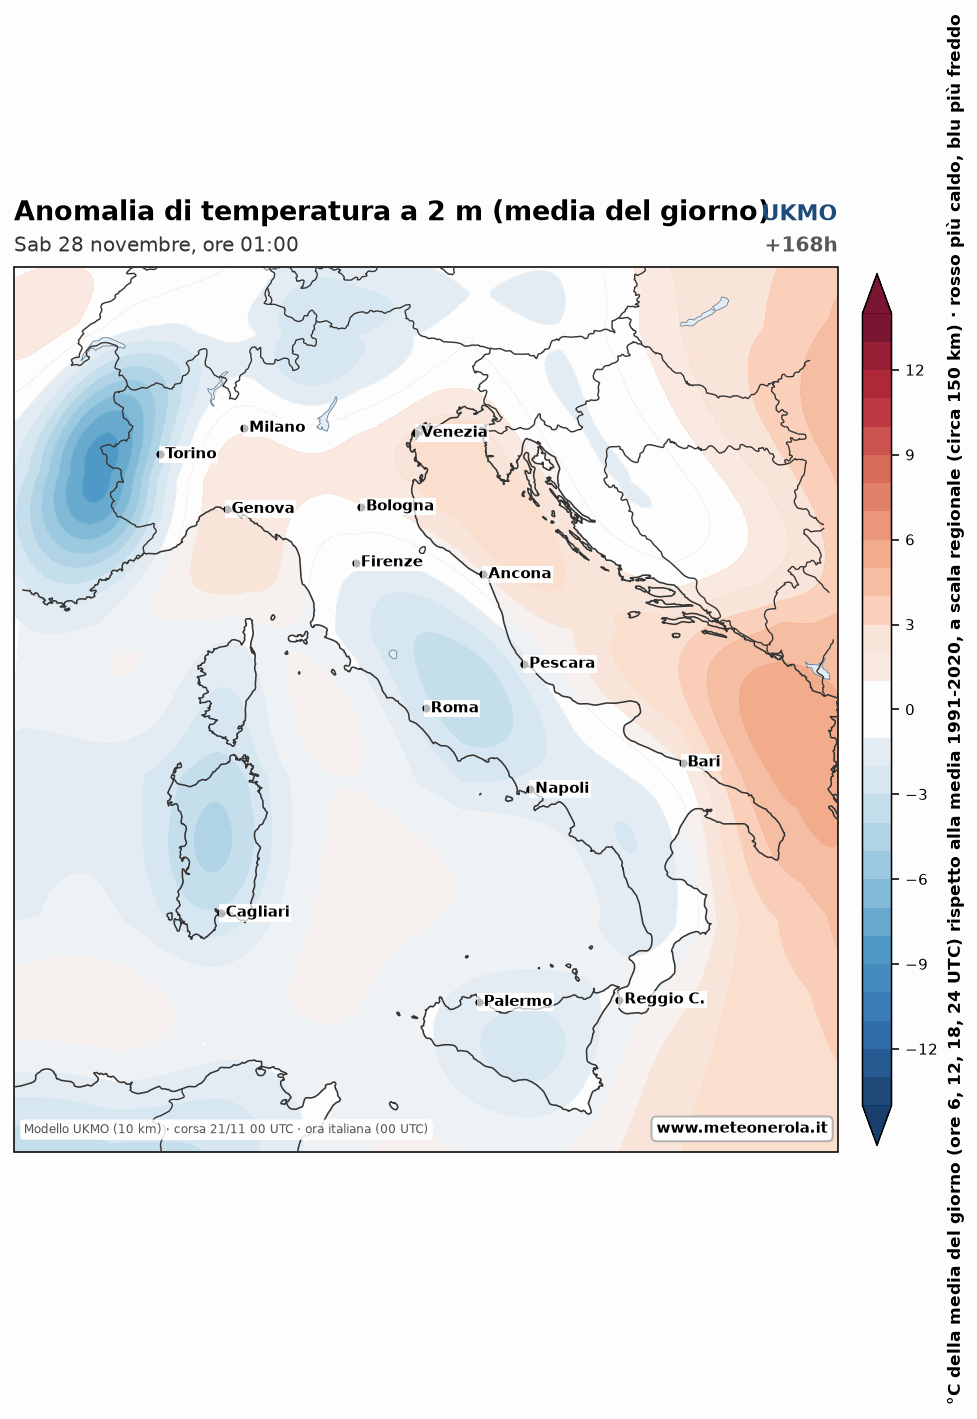 Anomalia di temperatura a 2 m (media del giorno)
UKMO
Sab 28 novembre, ore 01:00
+168h
Milano
Venezia
Torino
Genova
Bologna
Firenze
Ancona
Pescara
Roma
Bari
Napoli
Cagliari
Palermo
Reggio C.
Modello UKMO (10 km) · corsa 21/11 00 UTC · ora italiana (00 UTC)
www.meteonerola.it
12
9
6
3
0
−3
−6
−9
−12
°C della media del giorno (ore 6, 12, 18, 24 UTC) rispetto alla media 1991-2020, a scala regionale (circa 150 km) · rosso più caldo, blu più freddo